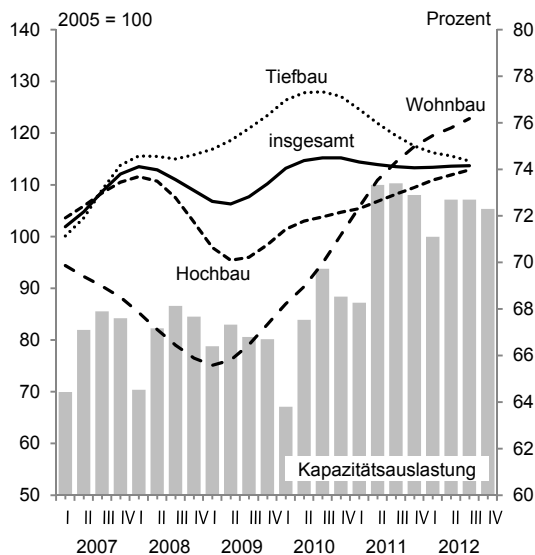 2005 = 100 Prozent
140 80
130 78
120 76
110 74
100 72
90 70
80 68
70 66
60 64
50 62
60
Tiefbau
Wohnbau
insgesamt
Hochbau
Kapazitätsauslastung
I II III IV I II III IV I II III IV I II III IV I II III IV I II III IV
2007 2008 2009 2010 2011 2012